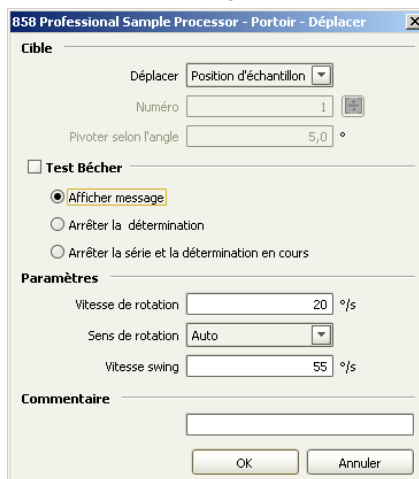 858 Professional Sample Processor - Portoir - Déplacer
Cible
Déplacer Position d'échantillon
Numéro 1
Pivoter selon l'angle 5,0 °
Test Bécher
Afficher message
Arrêter la détermination
Arrêter la série et la détermination en cours
Paramètres
Vitesse de rotation 20 °/s
Sens de rotation Auto
Vitesse swing 55 °/s
Commentaire
OK Annuler